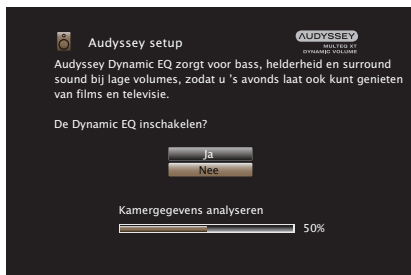 Audyssey setup
AUDYSSEY
MULTEQ XT
DYNAMIC VOLUME
Audyssey Dynamic EQ zorgt voor bass, helderheid en surround
sound bij lage volumes, zodat u 's avonds laat ook kunt genieten
van films en televisie.
De Dynamic EQ inschakelen?
Ja
Nee
Kamergegevens analyseren
50%